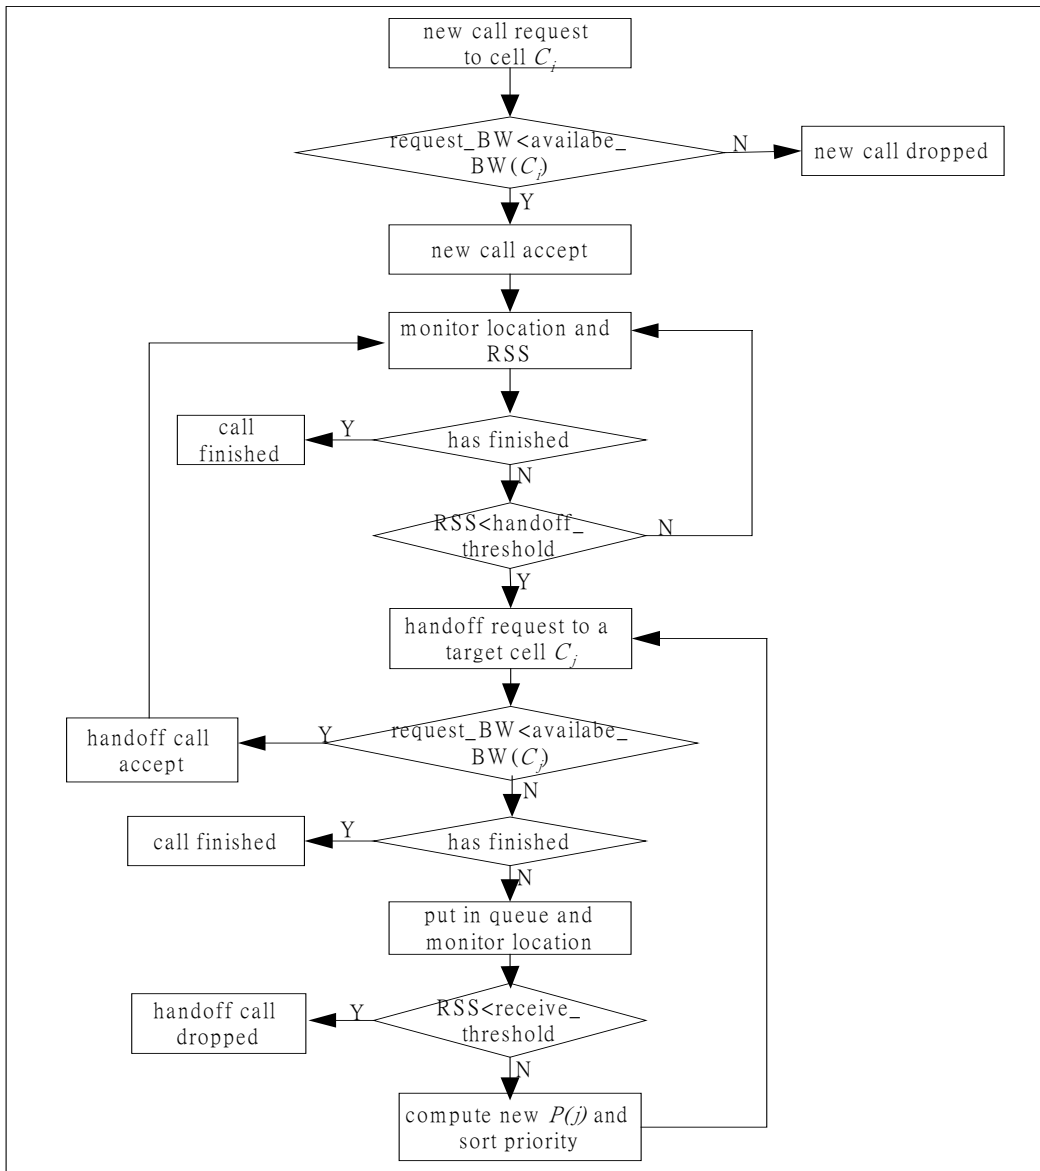 new call request
to cell C_i
request_BW<availabe_
BW(C_i)
N
new call dropped
Y
new call accept
monitor location and
RSS
call
finished
Y
has finished
N
RSS<handoff_
threshold
N
Y
handoff request to a
target cell C_j
handoff call
accept
Y
request_BW<availabe_
BW(C_j)
N
call finished
Y
has finished
N
put in queue and
monitor location
handoff call
dropped
Y
RSS<receive_
threshold
N
compute new P(j) and
sort priority